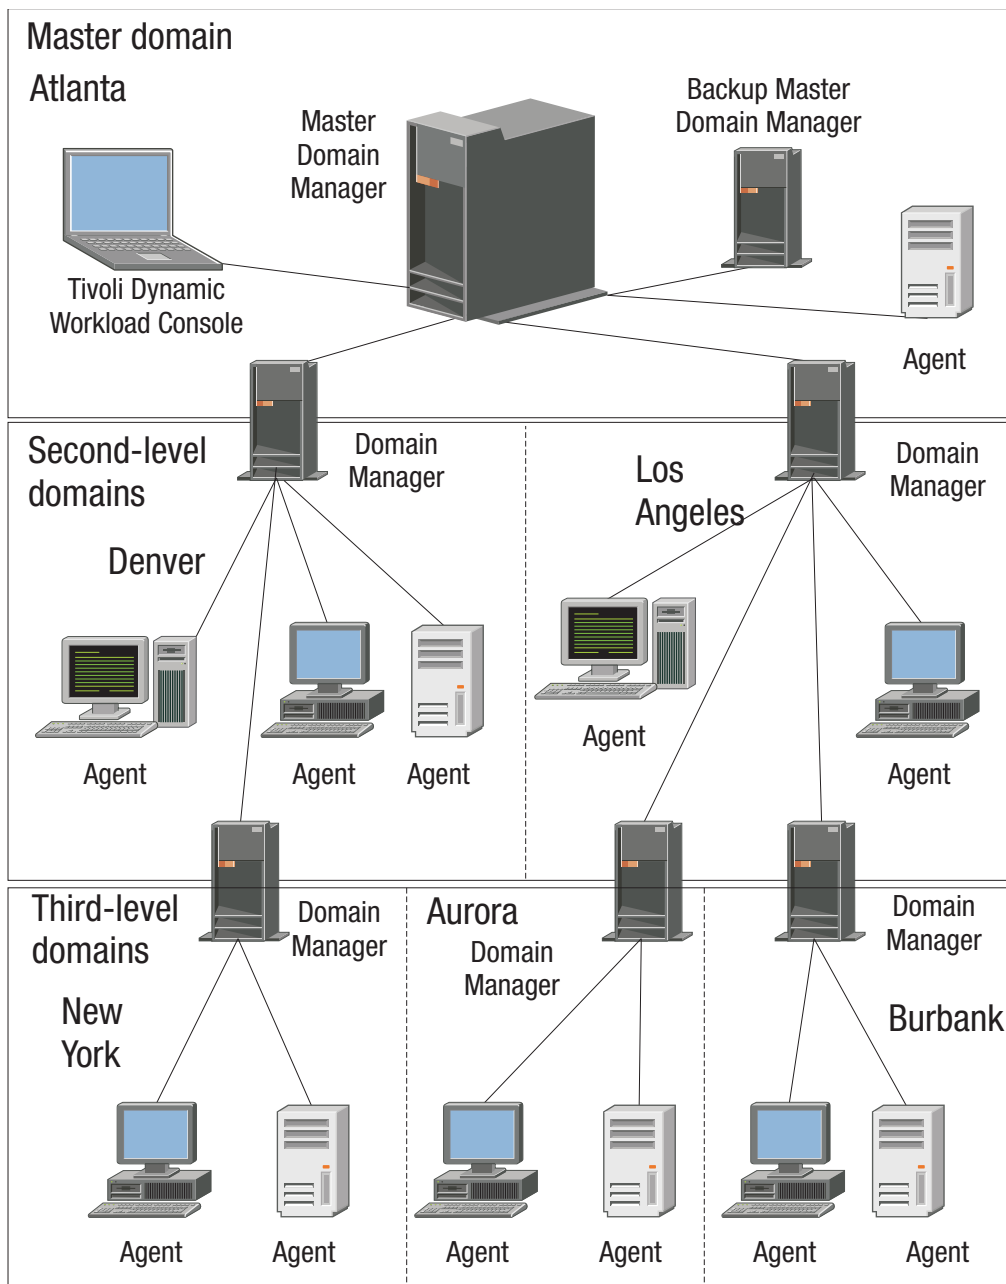 Master domain
Atlanta
Master
Domain
Manager
Backup Master
Domain Manager
Tivoli Dynamic
Workload Console
Agent
Second-level
domains
Domain
Manager
Los
Angeles
Domain
Manager
Denver
Agent
Agent
Agent
Agent
Agent
Third-level
domains
Domain
Manager
Aurora
Domain
Manager
Domain
Manager
New
York
Burbank
Agent
Agent
Agent
Agent
Agent
Agent